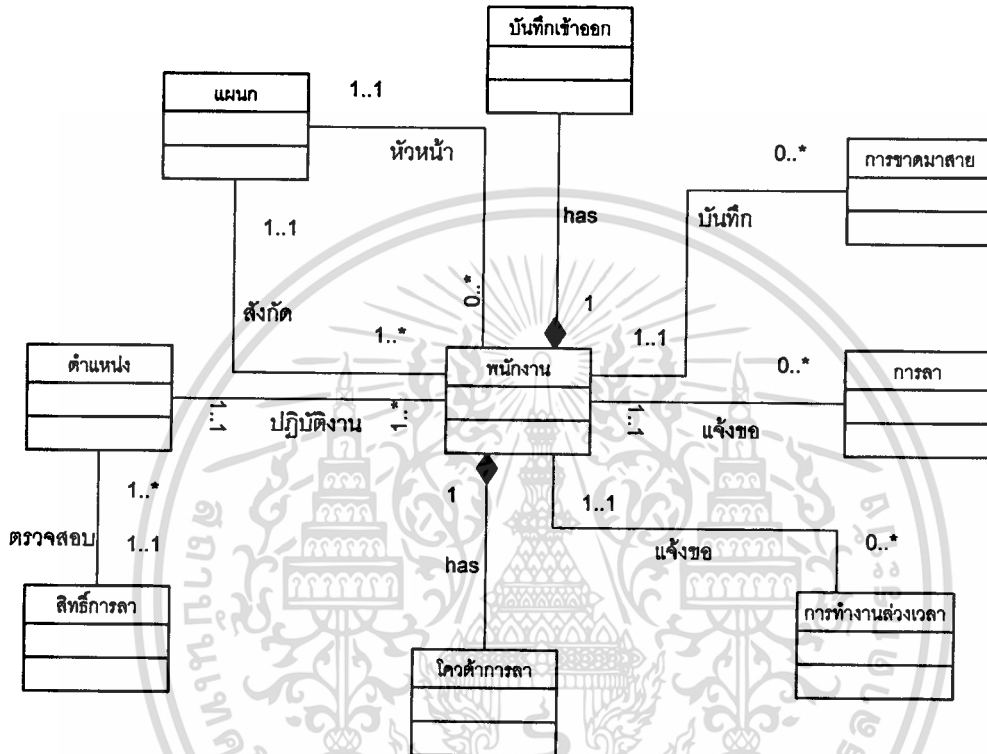 บันทึกเข้าออก
แผนก
1..1
หัวหน้า
0..*
การขาดมาสาย
has
บันทึก
1..1
สังกัด
0..*
1
1..*
1..1
ตำแหน่ง
พนักงาน
0..*
การลา
1..1
ปฏิบัติงาน
1..*
1..1
แจ้งขอ
1..*
1
1..1
ตรวจสอบ
1..1
has
แจ้งขอ
0..*
สิทธิ์การลา
การทำงานล่วงเวลา
โควต้าการลา